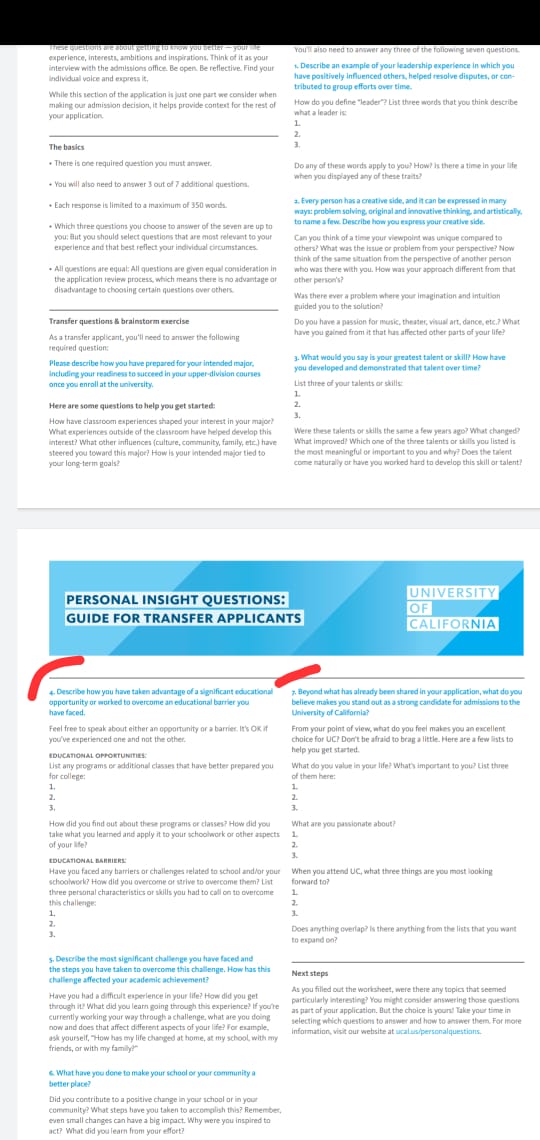 These questions are about getting to know you better — your life
experience, interests, ambitions and inspirations. Think of it as your
interview with the admissions office. Be open. Be reflective. Find your
individual voice and express it.
While this section of the application is just one part we consider when
making our admission decision, it helps provide context for the rest of
your application.
The basics
• There is one required question you must answer.
• You will also need to answer 3 out of 7 additional questions.
• Each response is limited to a maximum of 350 words.
• Which three questions you choose to answer of the seven are up to
you: But you should select questions that are most relevant to your
experience and that best reflect your individual circumstances.
• All questions are equal: All questions are given equal consideration in
the application review process, which means there is no advantage or
disadvantage to choosing certain questions over others.
Transfer questions & brainstorm exercise
As a transfer applicant, you'll need to answer the following
required question:
Please describe how you have prepared for your intended major,
including your readiness to succeed in your upper-division courses
once you enroll at the university.
Here are some questions to help you get started:
How have classroom experiences shaped your interest in your major?
What experiences outside of the classroom have helped develop this
interest? What other influences (culture, community, family, etc.) have
steered you toward this major? How is your intended major tied to
your long-term goals?
You'll also need to answer any three of the following seven questions.
1. Describe an example of your leadership experience in which you
have positively influenced others, helped resolve disputes, or con-
tributed to group efforts over time.
How do you define "leader"? List three words that you think describe
what a leader is:
1.
2.
3.
Do any of these words apply to you? How? Is there a time in your life
when you displayed any of these traits?
2. Every person has a creative side, and it can be expressed in many
ways: problem solving, original and innovative thinking, and artistically,
to name a few. Describe how you express your creative side.
Can you think of a time your viewpoint was unique compared to
others? What was the issue or problem from your perspective? Now
think of the same situation from the perspective of another person
who was there with you. How was your approach different from that
other person's?
Was there ever a problem where your imagination and intuition
guided you to the solution?
Do you have a passion for music, theater, visual art, dance, etc.? What
have you gained from it that has affected other parts of your life?
3. What would you say is your greatest talent or skill? How have
you developed and demonstrated that talent over time?
List three of your talents or skills:
1.
2.
3.
Were these talents or skills the same a few years ago? What changed?
What improved? Which one of the three talents or skills you listed is
the most meaningful or important to you and why? Does the talent
come naturally or have you worked hard to develop this skill or talent?
PERSONAL INSIGHT QUESTIONS:
GUIDE FOR TRANSFER APPLICANTS
UNIVERSITY
OF
CALIFORNIA
4. Describe how you have taken advantage of a significant educational
opportunity or worked to overcome an educational barrier you
have faced.
Feel free to speak about either an opportunity or a barrier. It's OK if
you've experienced one and not the other.
EDUCATIONAL OPPORTUNITIES:
List any programs or additional classes that have better prepared you
for college:
1.
2.
3.
How did you find out about these programs or classes? How did you
take what you learned and apply it to your schoolwork or other aspects
of your life?
EDUCATIONAL BARRIERS:
Have you faced any barriers or challenges related to school and/or your
schoolwork? How did you overcome or strive to overcome them? List
three personal characteristics or skills you had to call on to overcome
this challenge:
1.
2.
3.
5. Describe the most significant challenge you have faced and
the steps you have taken to overcome this challenge. How has this
challenge affected your academic achievement?
Have you had a difficult experience in your life? How did you get
through it? What did you learn going through this experience? If you're
currently working your way through a challenge, what are you doing
now and does that affect different aspects of your life? For example,
ask yourself, "How has my life changed at home, at my school, with my
friends, or with my family?"
6. What have you done to make your school or your community a
better place?
Did you contribute to a positive change in your school or in your
community? What steps have you taken to accomplish this? Remember,
even small changes can have a big impact. Why were you inspired to
act? What did you learn from your effort?
7. Beyond what has already been shared in your application, what do you
believe makes you stand out as a strong candidate for admissions to the
University of California?
From your point of view, what do you feel makes you an excellent
choice for UC? Don't be afraid to brag a little. Here are a few lists to
help you get started.
What do you value in your life? What's important to you? List three
of them here:
1.
2.
3.
What are you passionate about?
1.
2.
3.
When you attend UC, what three things are you most looking
forward to?
1.
2.
3.
Does anything overlap? Is there anything from the lists that you want
to expand on?
Next steps
As you filled out the worksheet, were there any topics that seemed
particularly interesting? You might consider answering those questions
as part of your application. But the choice is yours! Take your time in
selecting which questions to answer and how to answer them. For more
information, visit our website at ucal.us/personalquestions.